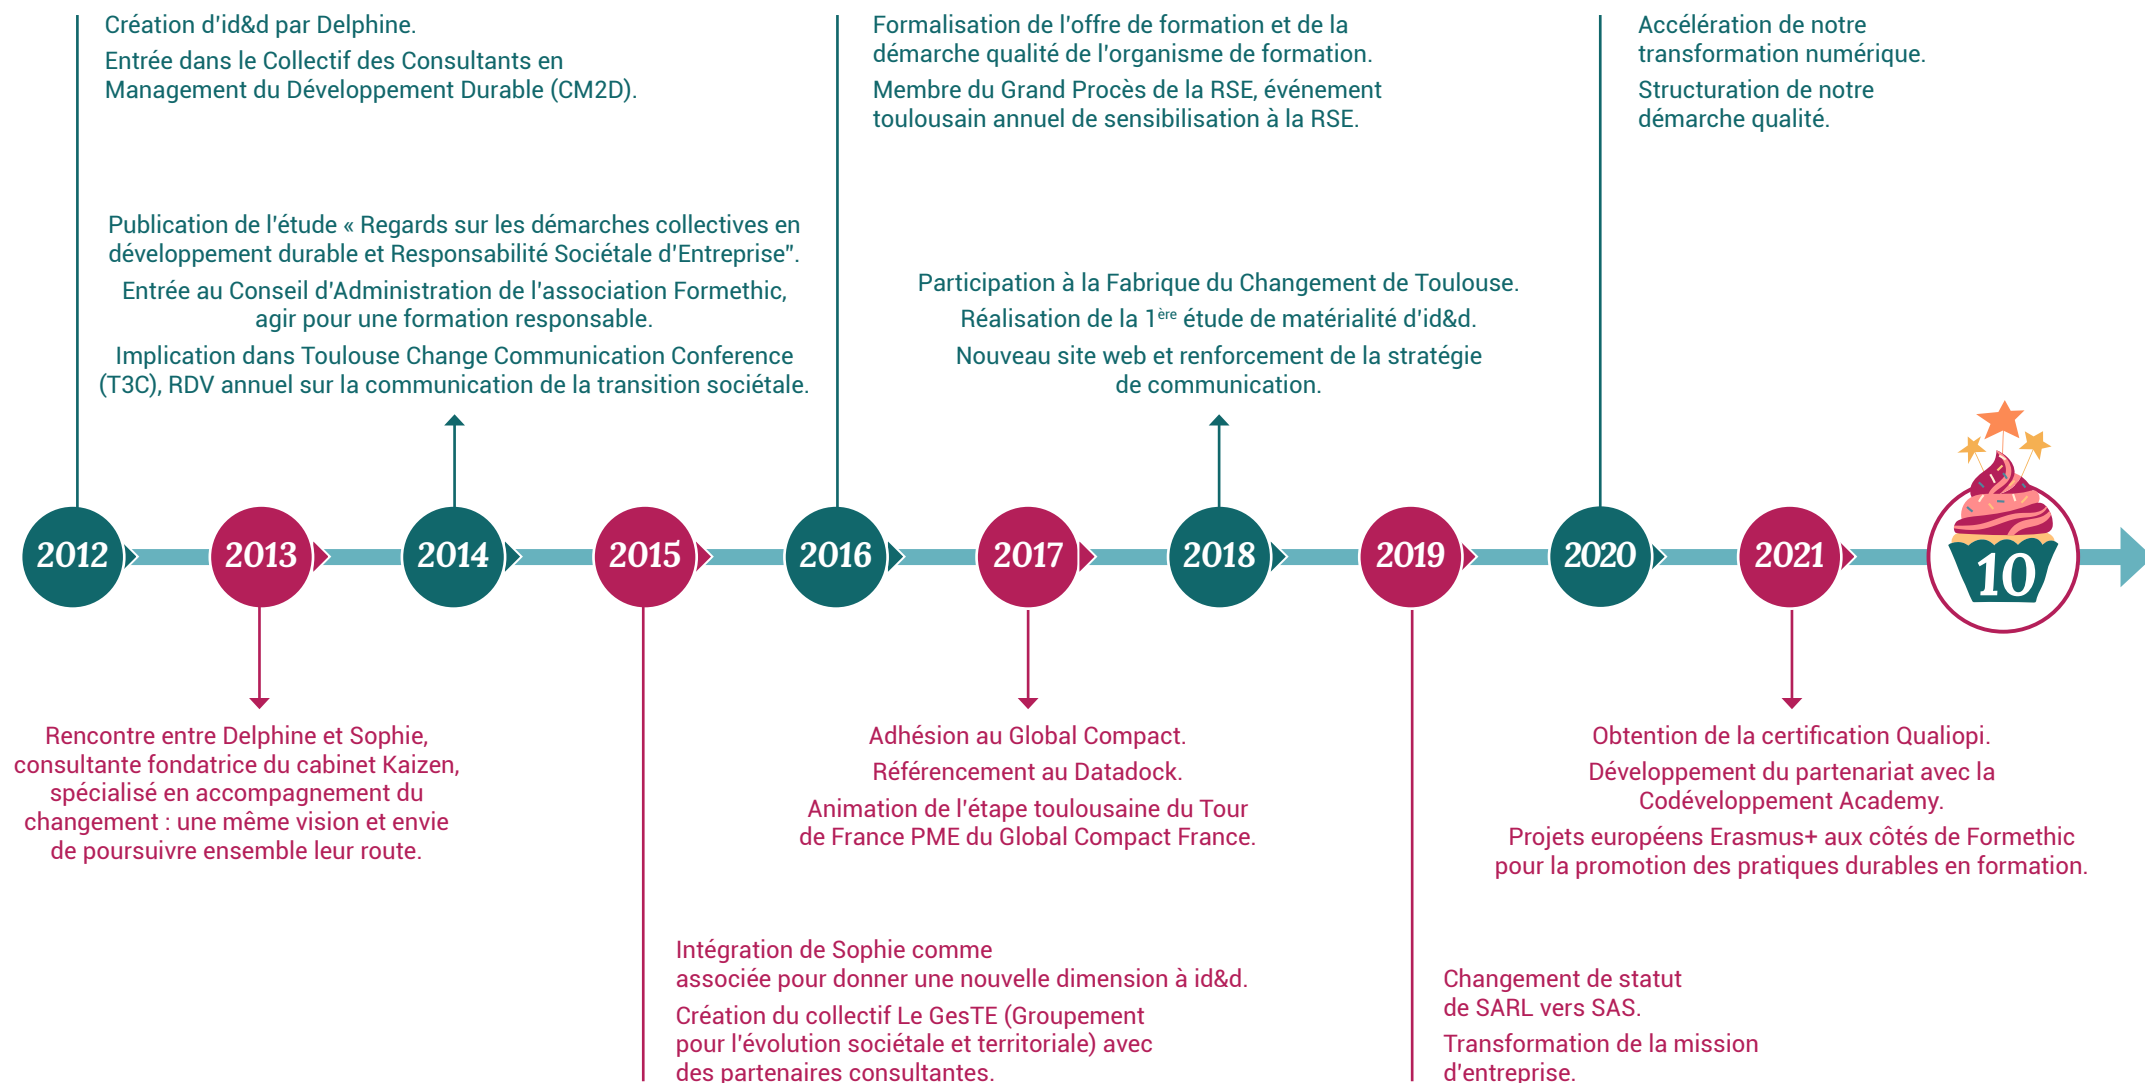 Création d'id&d par Delphine.
Entrée dans le Collectif des Consultants en
Management du Développement Durable (CM2D).
Formalisation de l'offre de formation et de la
démarche qualité de l'organisme de formation.
Membre du Grand Procès de la RSE, événement
toulousain annuel de sensibilisation à la RSE.
Accélération de notre
transformation numérique.
Structuration de notre
démarche qualité.
Publication de l'étude « Regards sur les démarches collectives en
développement durable et Responsabilité Sociétale d'Entreprise".
Entrée au Conseil d'Administration de l'association Formethic,
agir pour une formation responsable.
Implication dans Toulouse Change Communication Conference
(T3C), RDV annuel sur la communication de la transition sociétale.
Participation à la Fabrique du Changement de Toulouse.
Réalisation de la 1ère étude de matérialité d'id&d.
Nouveau site web et renforcement de la stratégie
de communication.
2012
2013
2014
2015
2016
2017
2018
2019
2020
2021
10
Rencontre entre Delphine et Sophie,
consultante fondatrice du cabinet Kaizen,
spécialisé en accompagnement du
changement : une même vision et envie
de poursuivre ensemble leur route.
Adhésion au Global Compact.
Référencement au Datadock.
Animation de l'étape toulousaine du Tour
de France PME du Global Compact France.
Obtention de la certification Qualiopi.
Développement du partenariat avec la
Codéveloppement Academy.
Projets européens Erasmus+ aux côtés de Formethic
pour la promotion des pratiques durables en formation.
Intégration de Sophie comme
associée pour donner une nouvelle dimension à id&d.
Création du collectif Le GesTE (Groupement
pour l'évolution sociétale et territoriale) avec
des partenaires consultantes.
Changement de statut
de SARL vers SAS.
Transformation de la mission
d'entreprise.